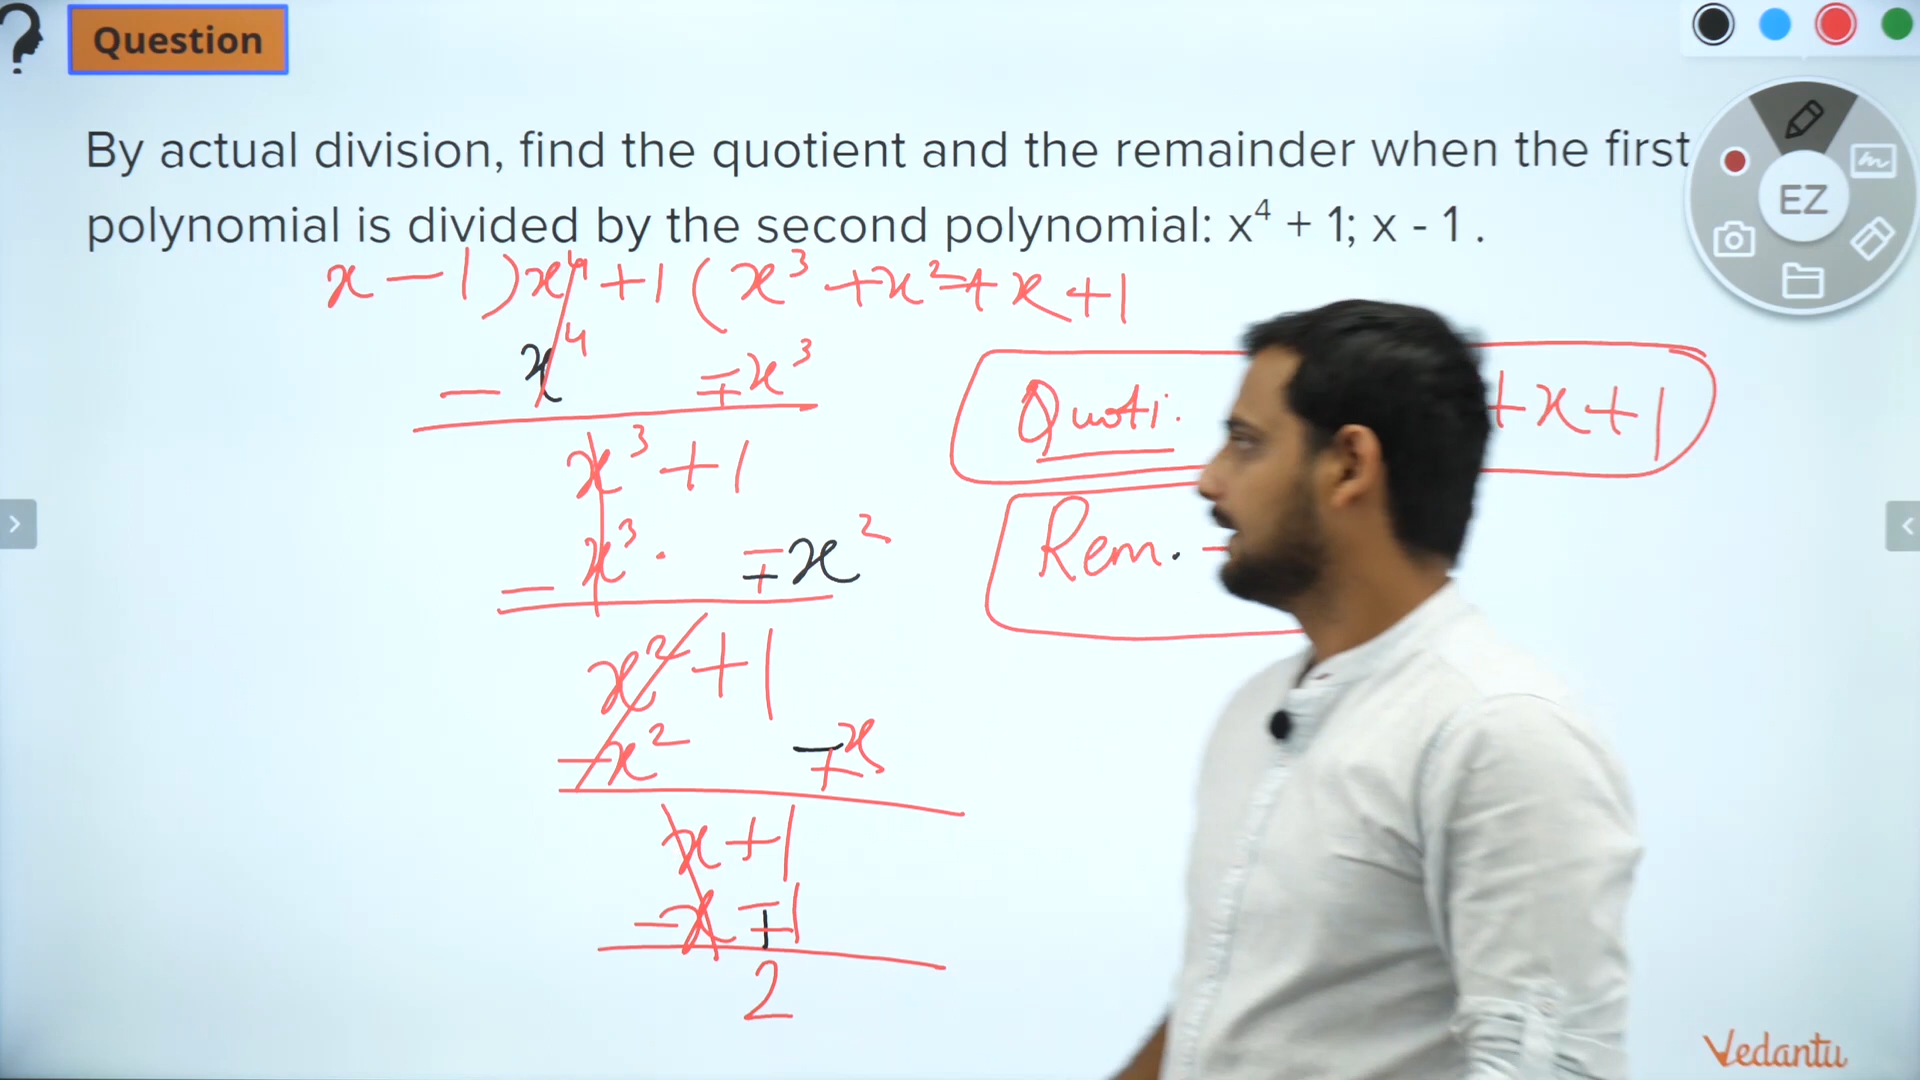 Question
By actual division, find the quotient and the remainder when the first
polynomial is divided by the second polynomial: x⁴ + 1; x - 1 .
EZ
x - 1 ) x⁴ + 1 ( x³ + x² + x + 1
- x⁴ ∓ x³
x³ + 1
- x³ . ∓ x²
x² + 1
- x² ∓ x
x + 1
- x ∓ 1
2
Quoti. + x + 1
Rem. -
Vedantu